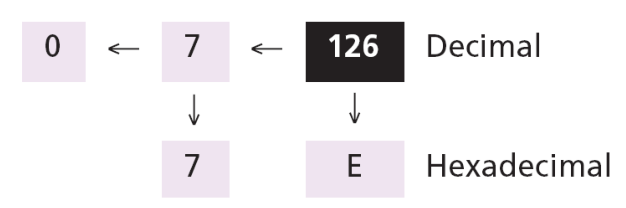 0 ← 7 ← 126 Decimal
↓ ↓
7 E Hexadecimal